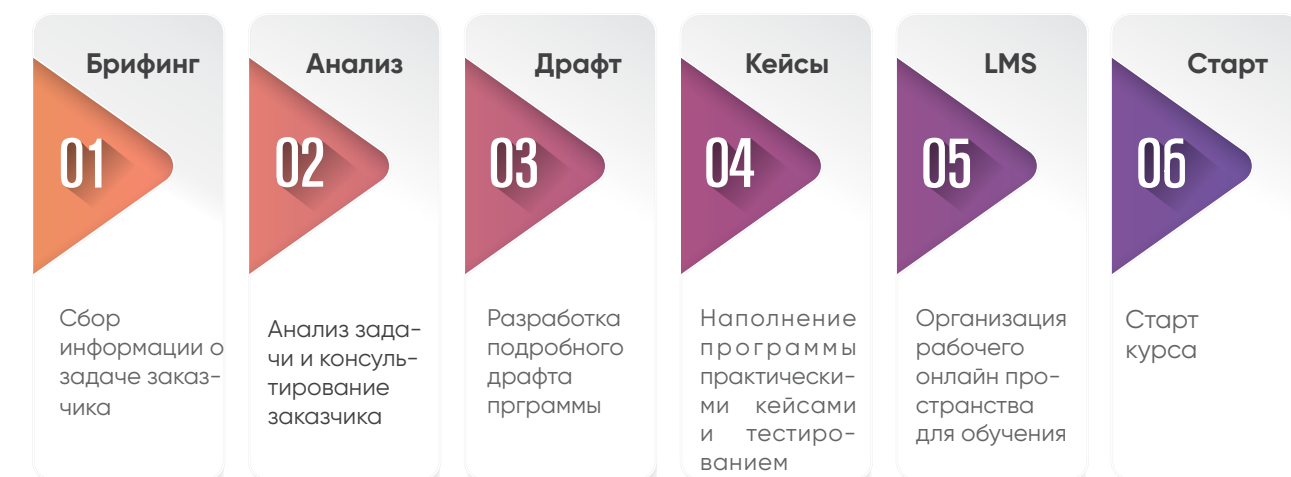 Брифинг
01
Сбор
информации о
задаче заказ-
чика
Анализ
02
Анализ зада-
чи и консуль-
тирование
заказчика
Драфт
03
Разработка
подробного
драфта
прграммы
Кейсы
04
Наполнение
программы
практически-
ми кейсами
и тестиро-
ванием
LMS
05
Организация
рабочего
онлайн про-
странства
для обучения
Старт
06
Старт
курса